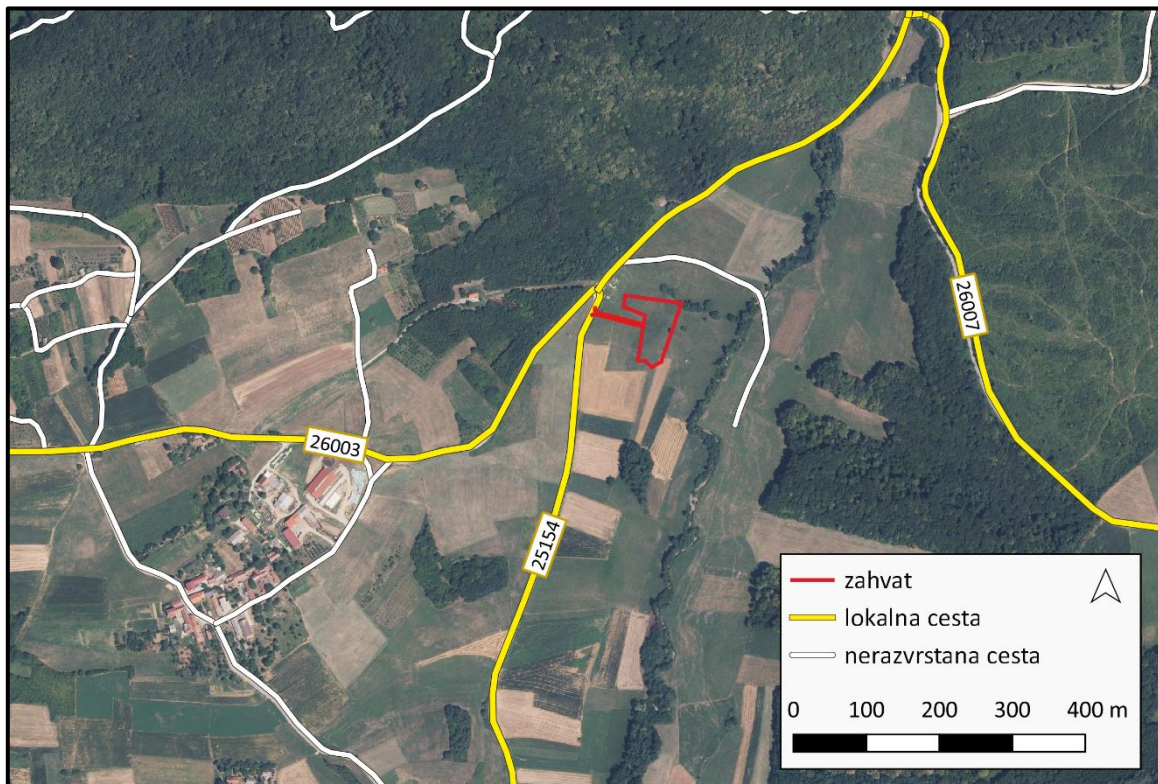 26007
26003
25154
zahvat
lokalna cesta
nerazvrstana cesta
0 100 200 300 400 m